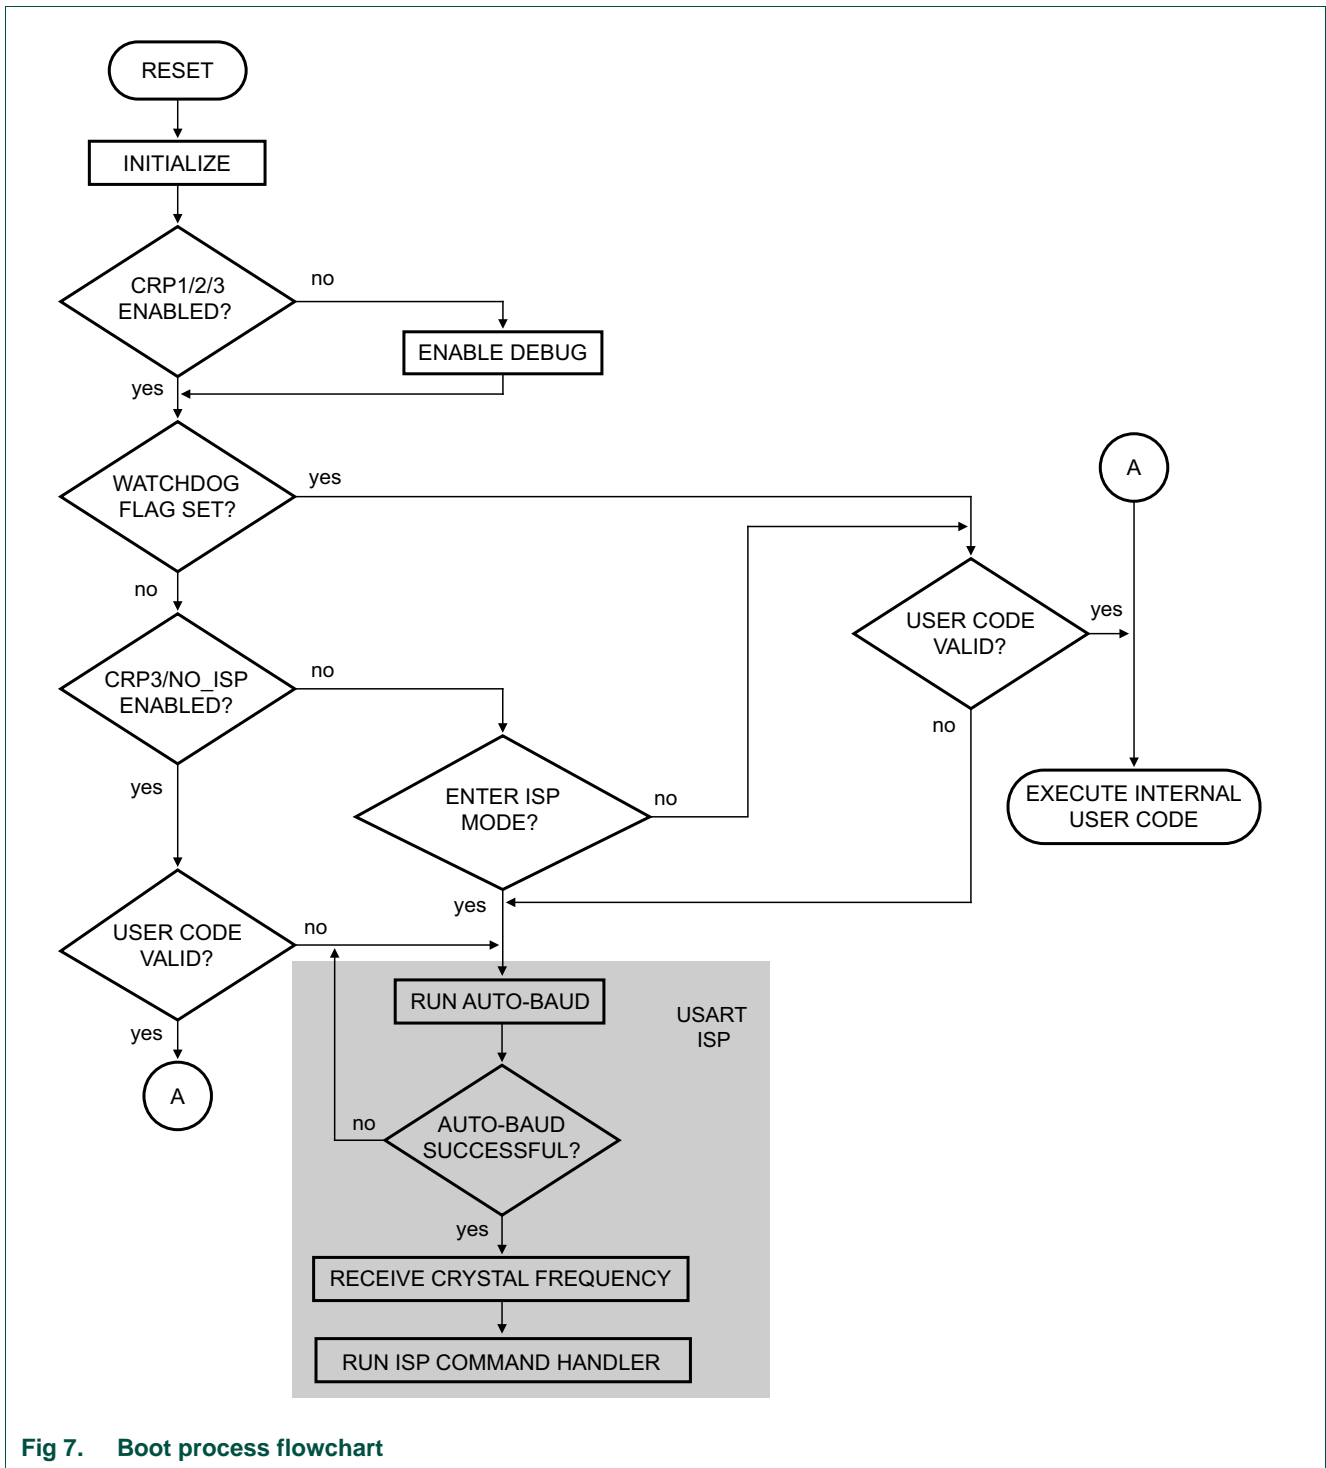 RESET
INITIALIZE
CRP1/2/3
ENABLED?
no
ENABLE DEBUG
yes
WATCHDOG
FLAG SET?
yes
A
no
USER CODE
VALID?
yes
no
CRP3/NO_ISP
ENABLED?
no
yes
ENTER ISP
MODE?
no
EXECUTE INTERNAL
USER CODE
yes
USER CODE
VALID?
no
RUN AUTO-BAUD
USART
ISP
yes
A
no
AUTO-BAUD
SUCCESSFUL?
yes
RECEIVE CRYSTAL FREQUENCY
RUN ISP COMMAND HANDLER
Fig 7. Boot process flowchart